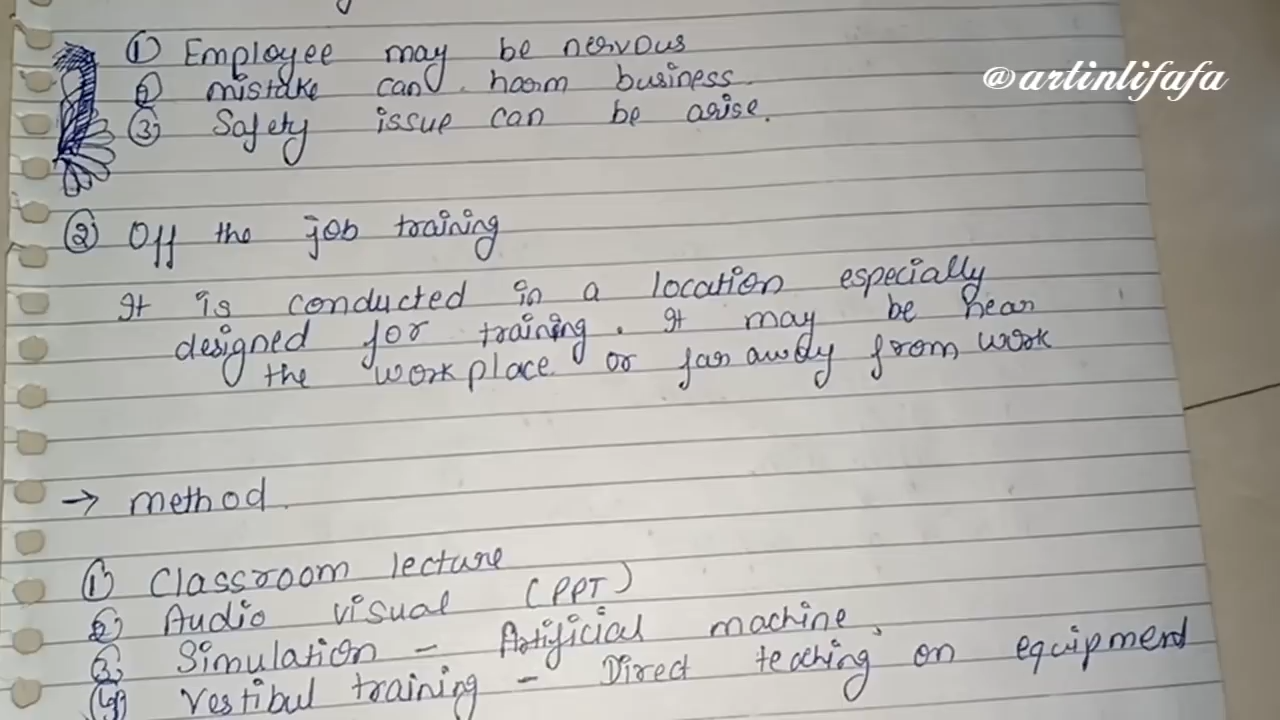 ① Employee may be nervous
② mistake can harm business.
③ Safety issue can be arise.
@artinlifafa
② Off the job training
It is conducted in a location especially
designed for training. It may be near
the workplace or far away from work
→ method.
① Classroom lecture
② Audio visual (PPT)
③ Simulation - Artificial machine.
④ Vestibul training - Direct teaching on equipment